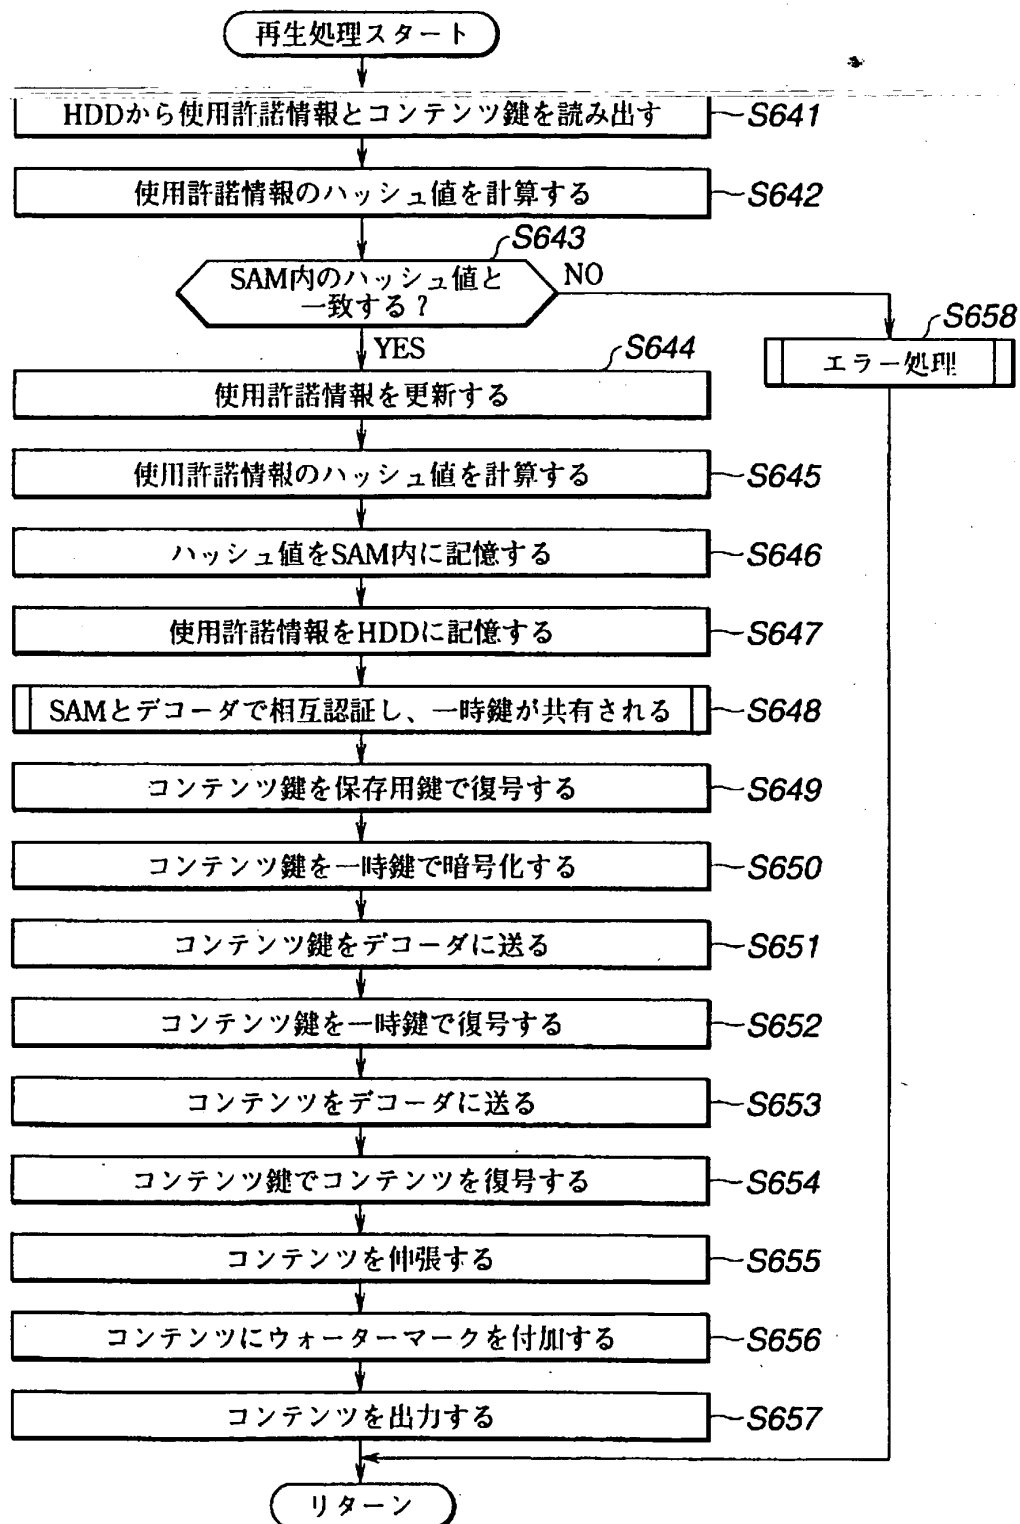 再生処理スタート
HDDから使用許諾情報とコンテンツ鍵を読み出す
S641
使用許諾情報のハッシュ値を計算する
S642
S643
SAM内のハッシュ値と
一致する？
NO
YES
S658
エラー処理
S644
使用許諾情報を更新する
使用許諾情報のハッシュ値を計算する
S645
ハッシュ値をSAM内に記憶する
S646
使用許諾情報をHDDに記憶する
S647
SAMとデコーダで相互認証し、一時鍵が共有される
S648
コンテンツ鍵を保存用鍵で復号する
S649
コンテンツ鍵を一時鍵で暗号化する
S650
コンテンツ鍵をデコーダに送る
S651
コンテンツ鍵を一時鍵で復号する
S652
コンテンツをデコーダに送る
S653
コンテンツ鍵でコンテンツを復号する
S654
コンテンツを伸張する
S655
コンテンツにウォーターマークを付加する
S656
コンテンツを出力する
S657
リターン